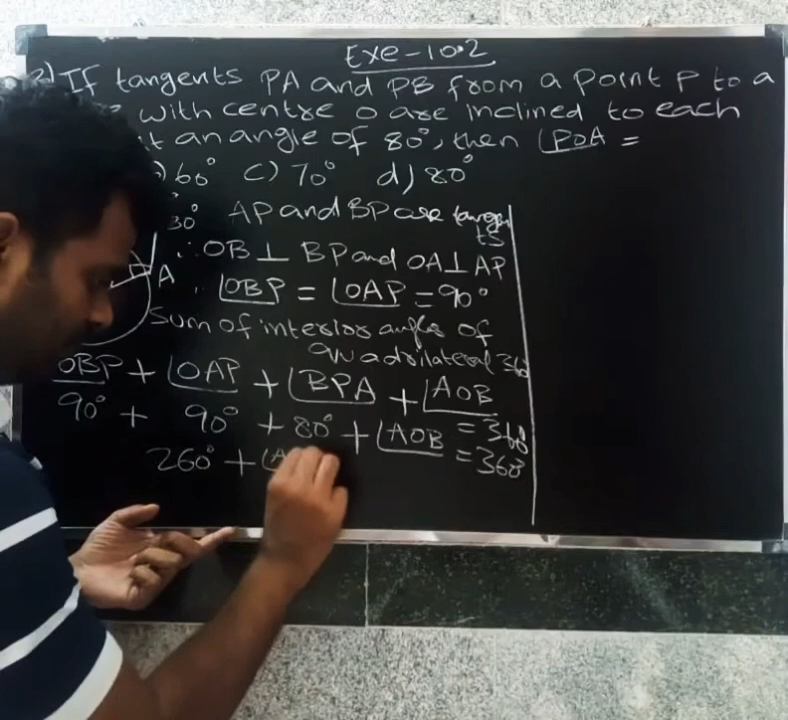 Exe-10.2
3) If tangents PA and PB from a point P to a
with centre O are inclined to each
at an angle of 80°, then ∠POA =
60° c) 70° d) 80°
30° AP and BP are tangents
∴ OB ⊥ BP and OA ⊥ AP
A ∠OBP = ∠OAP = 90°
Sum of interior angles of
quadrilateral 360
OBP + ∠OAP + ∠BPA + ∠AOB
90° + 90° + 80° + ∠AOB = 360
260° + ∠A = 360